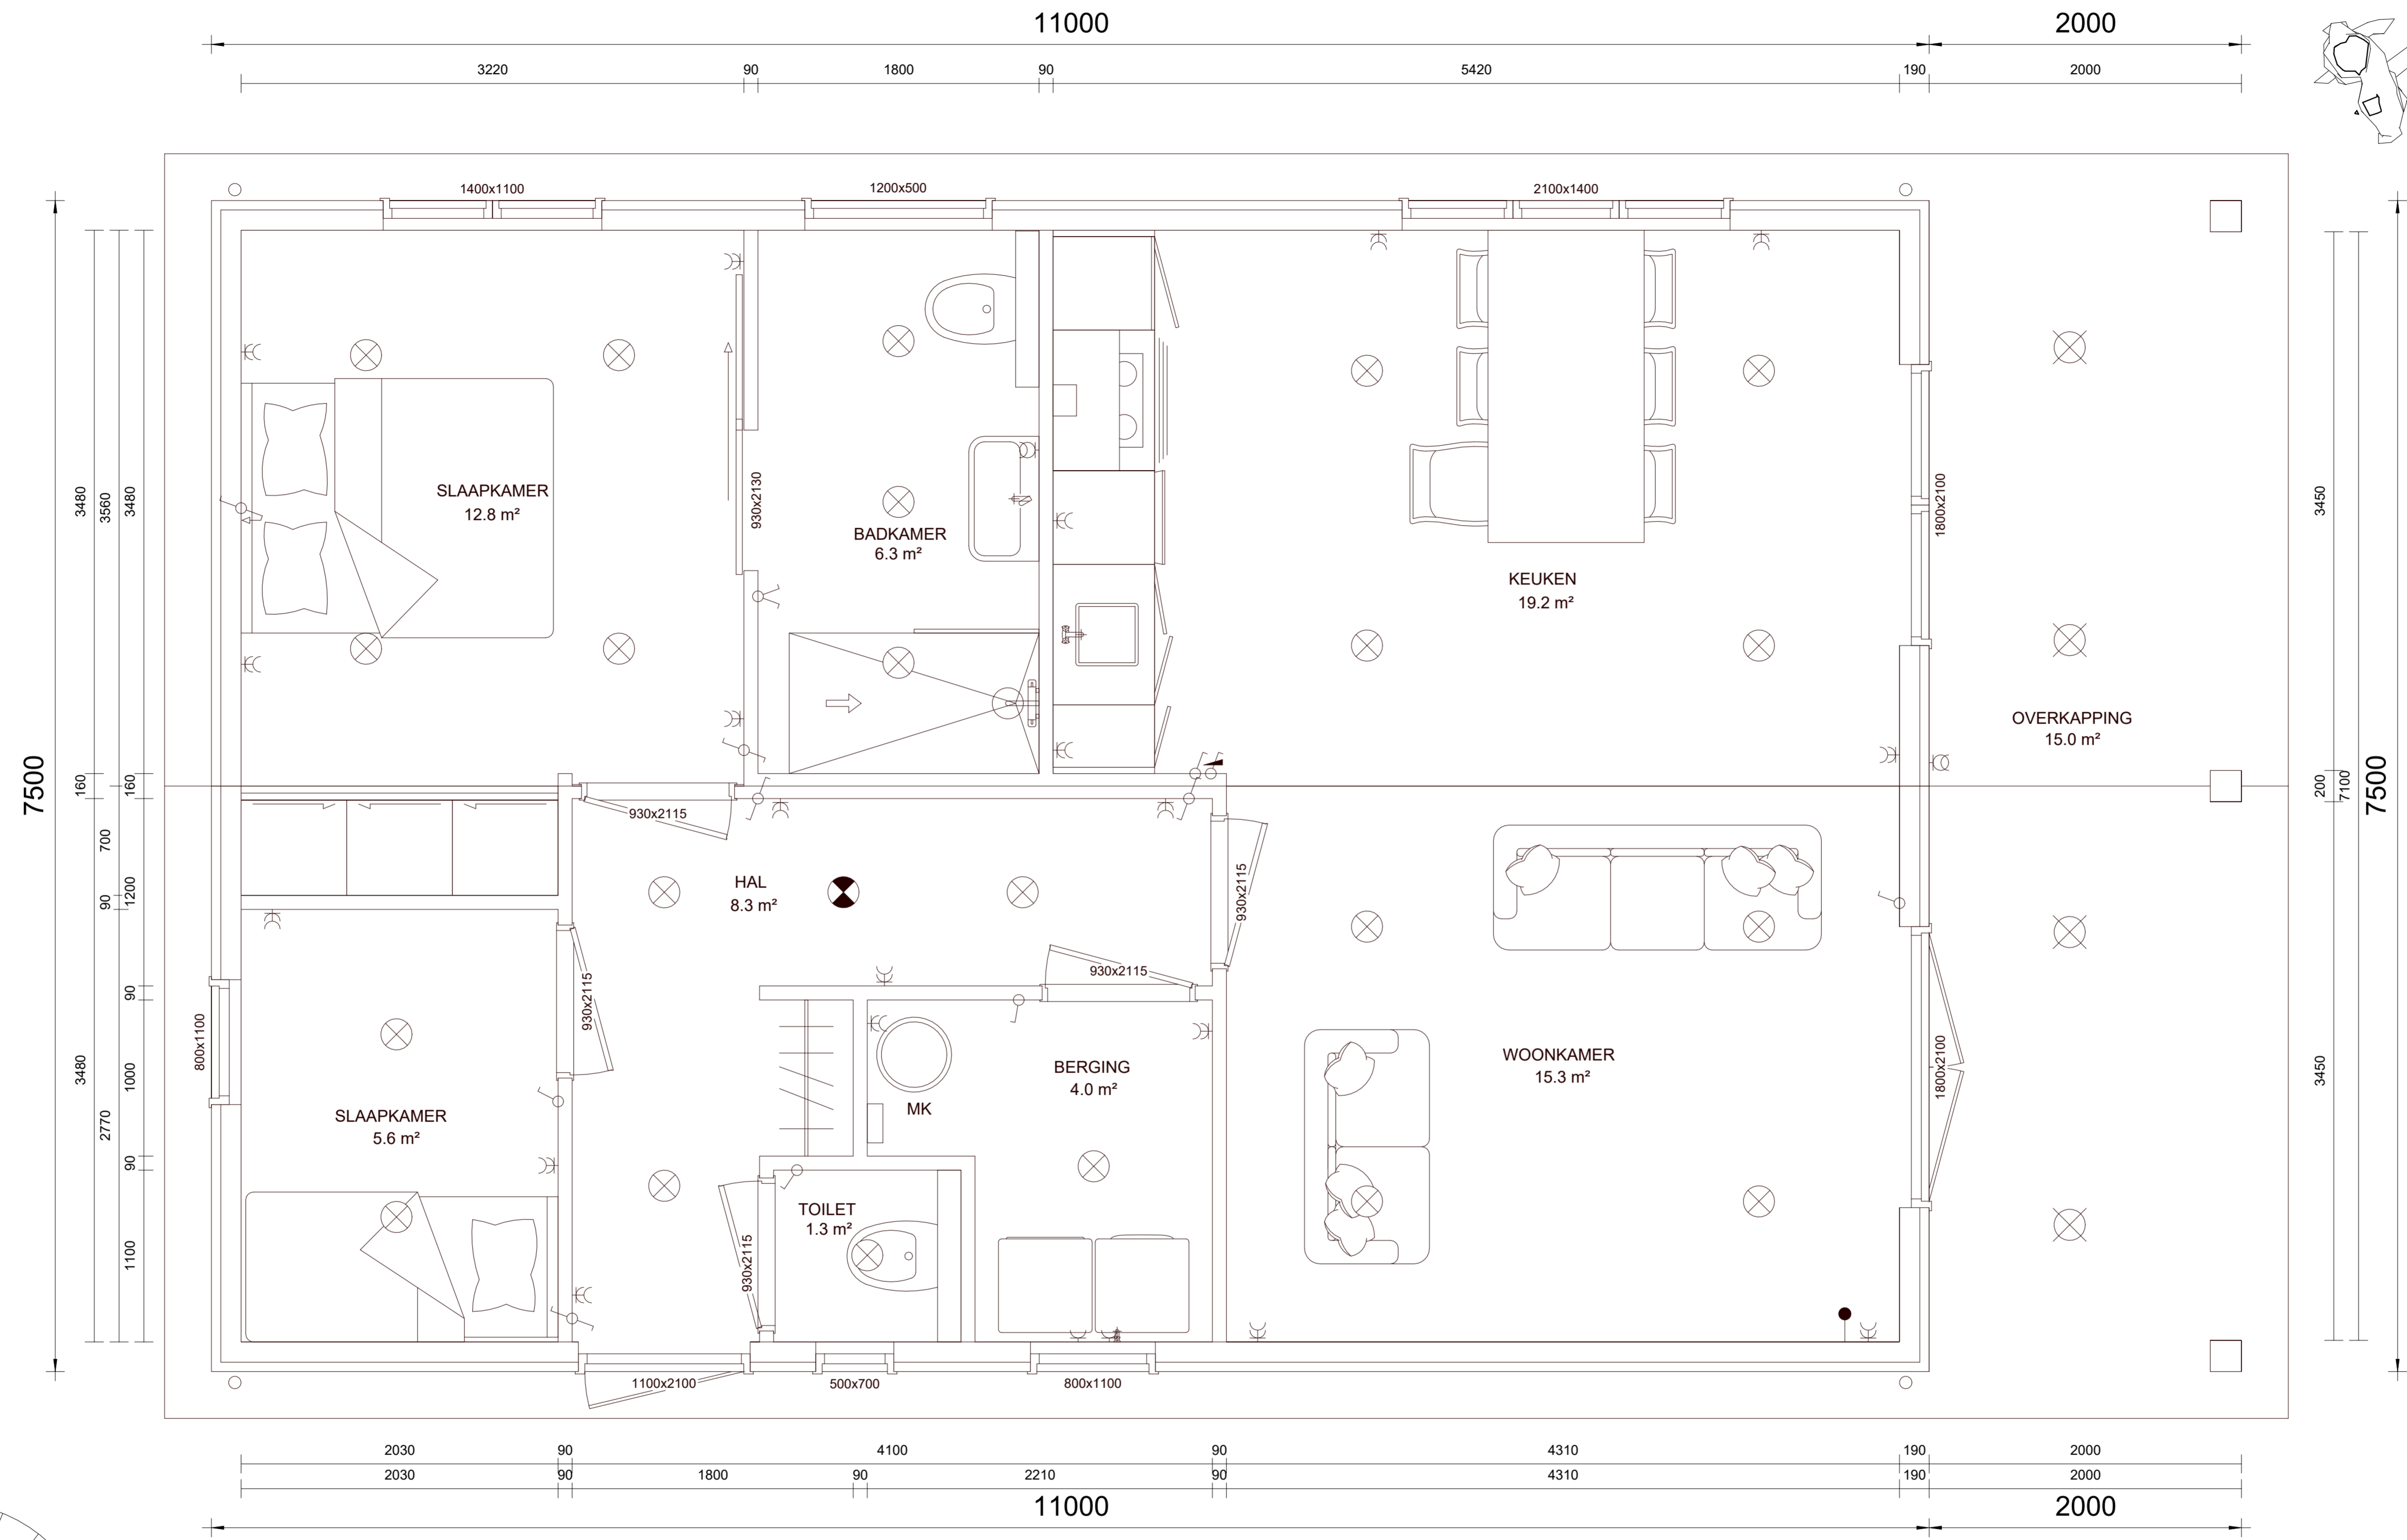 11000
2000
3220
90
1800
90
5420
190
2000
1400x1100
1200x500
2100x1400
7500
3480
3560
3480
160
160
700
90
1200
90
3480
1000
2770
90
1100
SLAAPKAMER
12.8 m²
930x2130
BADKAMER
6.3 m²
KEUKEN
19.2 m²
1800x2100
OVERKAPPING
15.0 m²
3450
200
7100
7500
3450
930x2115
HAL
8.3 m²
930x2115
930x2115
930x2115
800x1100
SLAAPKAMER
5.6 m²
MK
BERGING
4.0 m²
WOONKAMER
15.3 m²
1800x2100
TOILET
1.3 m²
930x2115
1100x2100
500x700
800x1100
2030
90
4100
90
4310
190
2000
2030
90
1800
90
2210
90
4310
190
2000
11000
2000